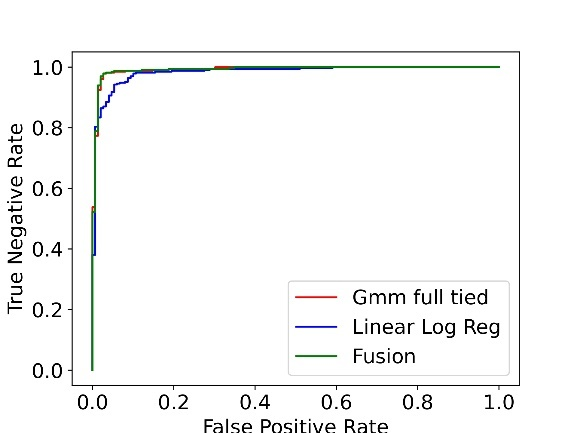 True Negative Rate
1.0
0.8
0.6
0.4
0.2
0.0
Gmm full tied
Linear Log Reg
Fusion
0.0 0.2 0.4 0.6 0.8 1.0
False Positive Rate